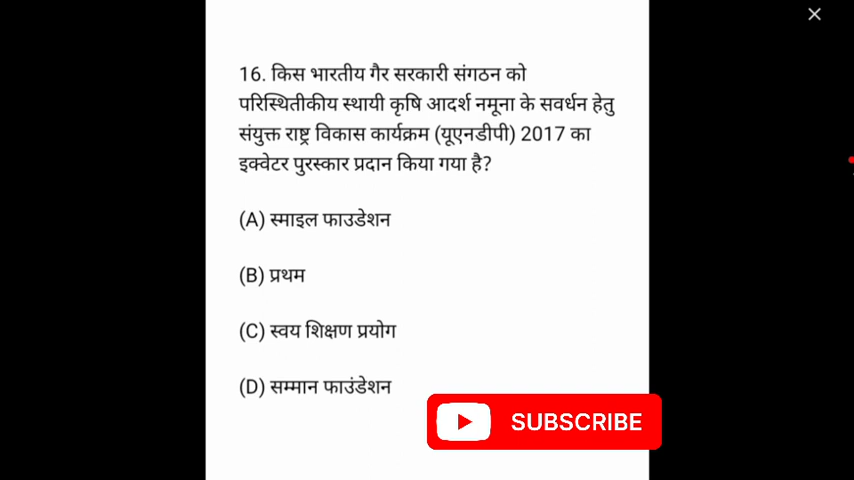 16. किस भारतीय गैर सरकारी संगठन को
परिस्थितीकीय स्थायी कृषि आदर्श नमूना के सवर्धन हेतु
संयुक्त राष्ट्र विकास कार्यक्रम (यूएनडीपी) 2017 का
इक्वेटर पुरस्कार प्रदान किया गया है?
(A) स्माइल फाउडेशन
(B) प्रथम
(C) स्वय शिक्षण प्रयोग
(D) सम्मान फाउंडेशन
SUBSCRIBE